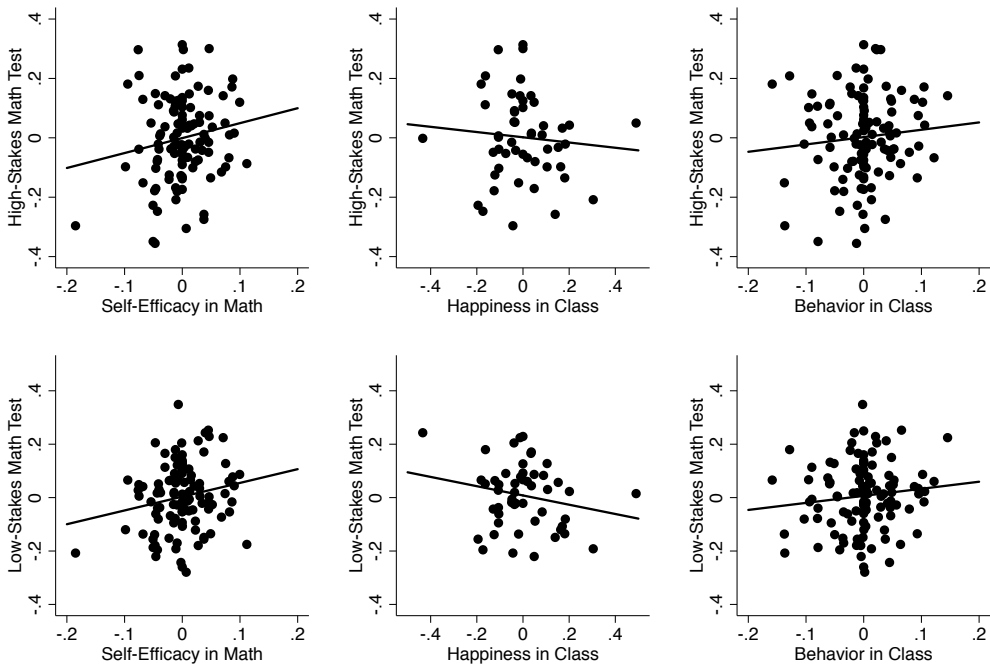 High-Stakes Math Test
-.4 -.2 0 .2 .4
-.2 -.1 0 .1 .2
Self-Efficacy in Math
High-Stakes Math Test
-.4 -.2 0 .2 .4
-.4 -.2 0 .2 .4
Happiness in Class
High-Stakes Math Test
-.4 -.2 0 .2 .4
-.2 -.1 0 .1 .2
Behavior in Class
Low-Stakes Math Test
-.4 -.2 0 .2 .4
-.2 -.1 0 .1 .2
Self-Efficacy in Math
Low-Stakes Math Test
-.4 -.2 0 .2 .4
-.4 -.2 0 .2 .4
Happiness in Class
Low-Stakes Math Test
-.4 -.2 0 .2 .4
-.2 -.1 0 .1 .2
Behavior in Class